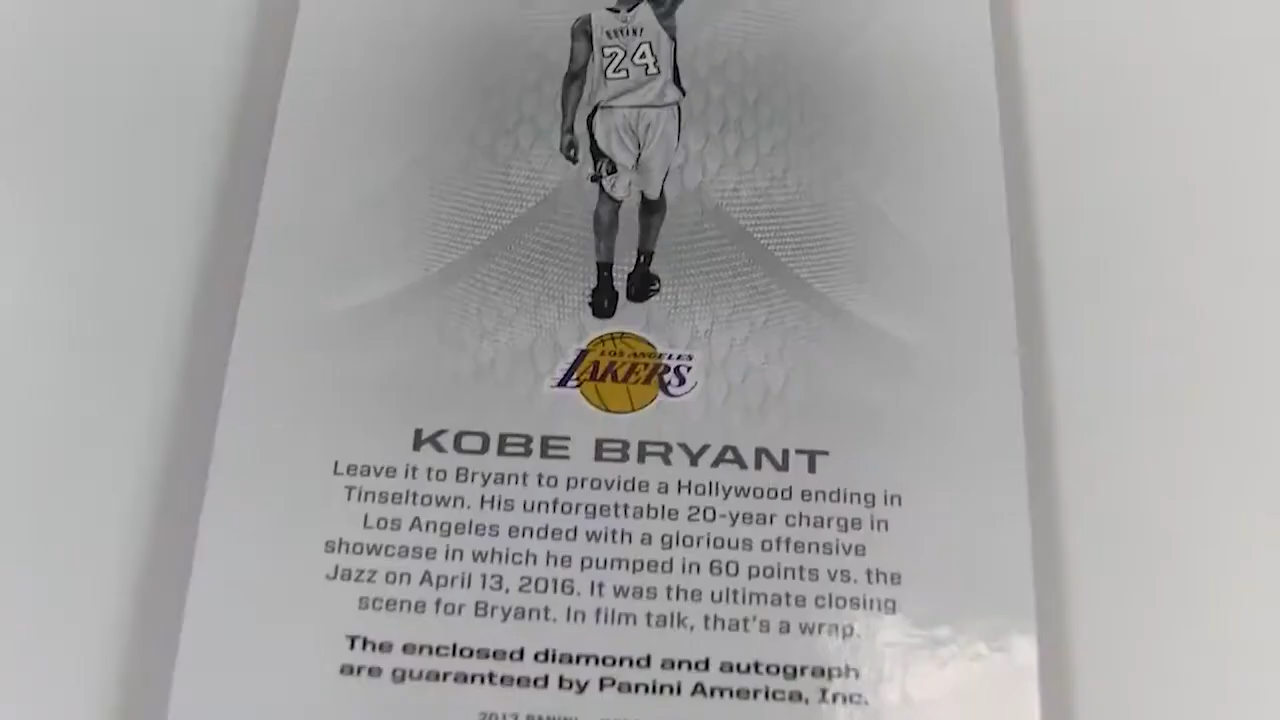 BRYANT
24
LOS ANGELES
LAKERS
KOBE BRYANT
Leave it to Bryant to provide a Hollywood ending in
Tinseltown. His unforgettable 20-year charge in
Los Angeles ended with a glorious offensive
showcase in which he pumped in 60 points vs. the
Jazz on April 13, 2016. It was the ultimate closing
scene for Bryant. In film talk, that's a wrap.
The enclosed diamond and autograph
are guaranteed by Panini America, Inc.
2017 PANINI